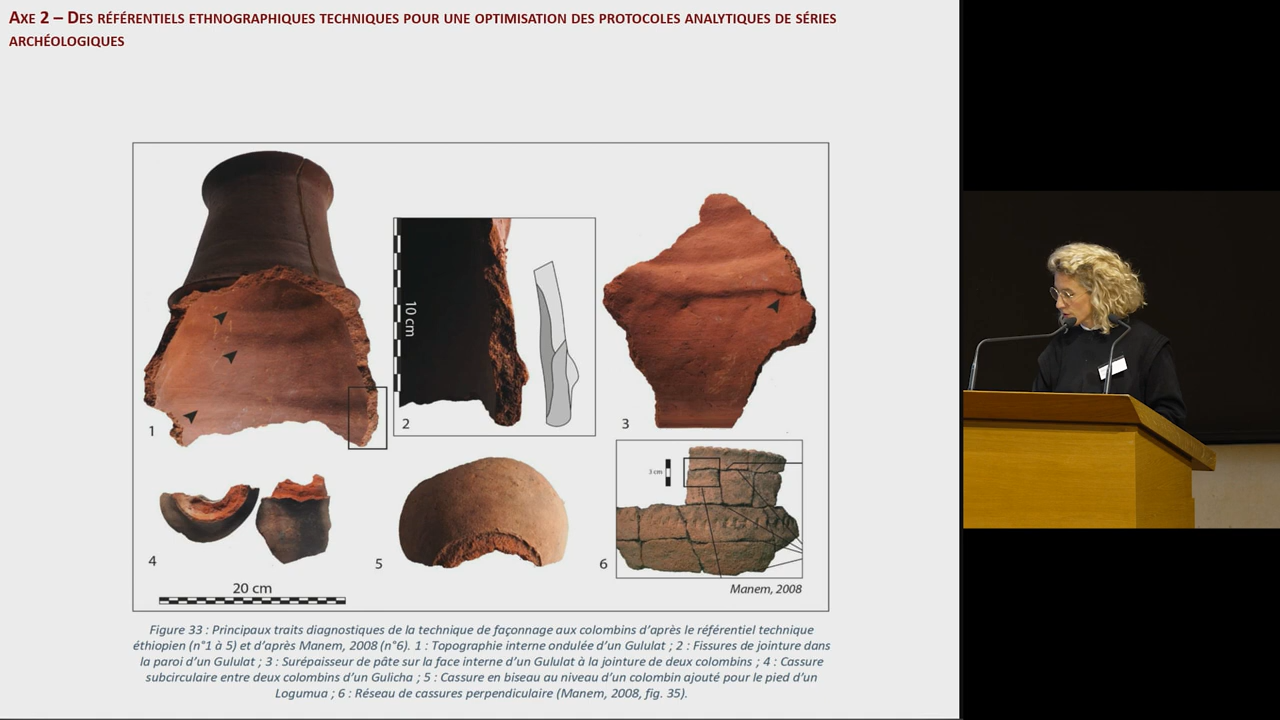 AXE 2 – DES RÉFÉRENTIELS ETHNOGRAPHIQUES TECHNIQUES POUR UNE OPTIMISATION DES PROTOCOLES ANALYTIQUES DE SÉRIES
ARCHÉOLOGIQUES
1
10 cm
2
3
4
20 cm
5
3 cm
6
Manem, 2008
Figure 33 : Principaux traits diagnostiques de la technique de façonnage aux colombins d'après le référentiel technique
éthiopien (n°1 à 5) et d'après Manem, 2008 (n°6). 1 : Topographie interne ondulée d'un Gululat ; 2 : Fissures de jointure dans
la paroi d'un Gululat ; 3 : Surépaisseur de pâte sur la face interne d'un Gululat à la jointure de deux colombins ; 4 : Cassure
subcirculaire entre deux colombins d'un Gulicha ; 5 : Cassure en biseau au niveau d'un colombin ajouté pour le pied d'un
Logumua ; 6 : Réseau de cassures perpendiculaire (Manem, 2008, fig. 35).